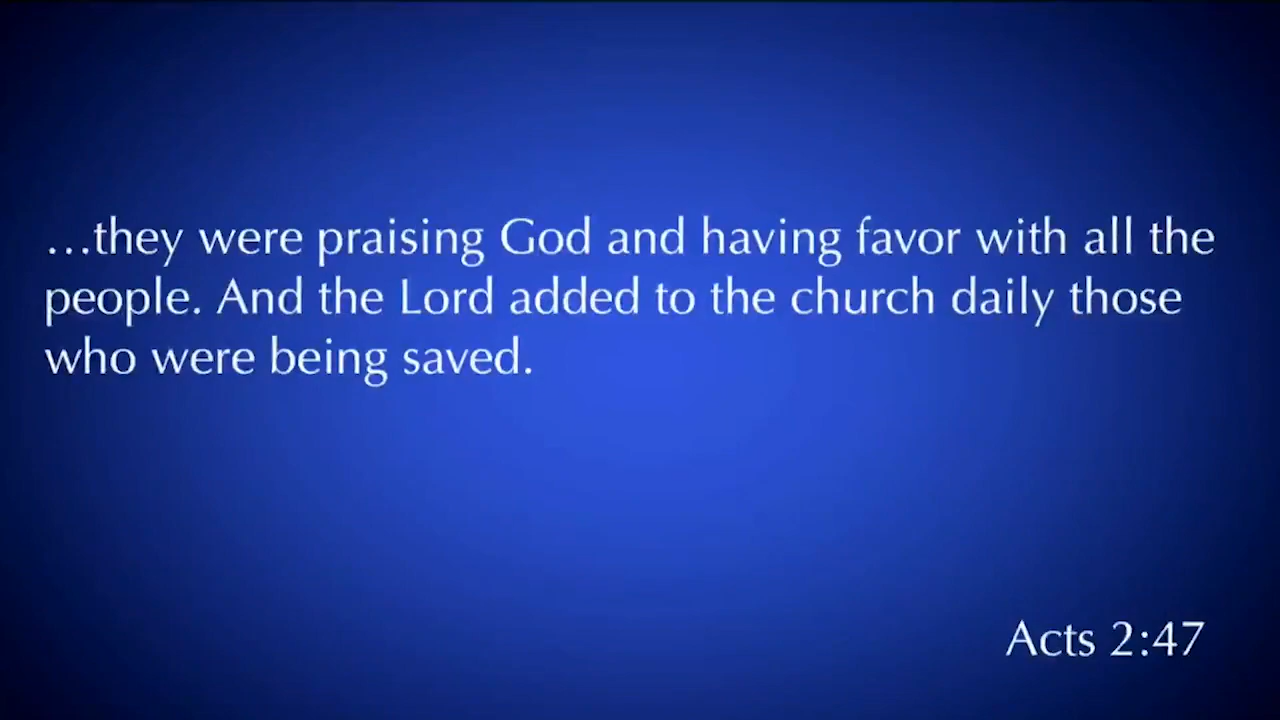 …they were praising God and having favor with all the
people. And the Lord added to the church daily those
who were being saved.
Acts 2:47